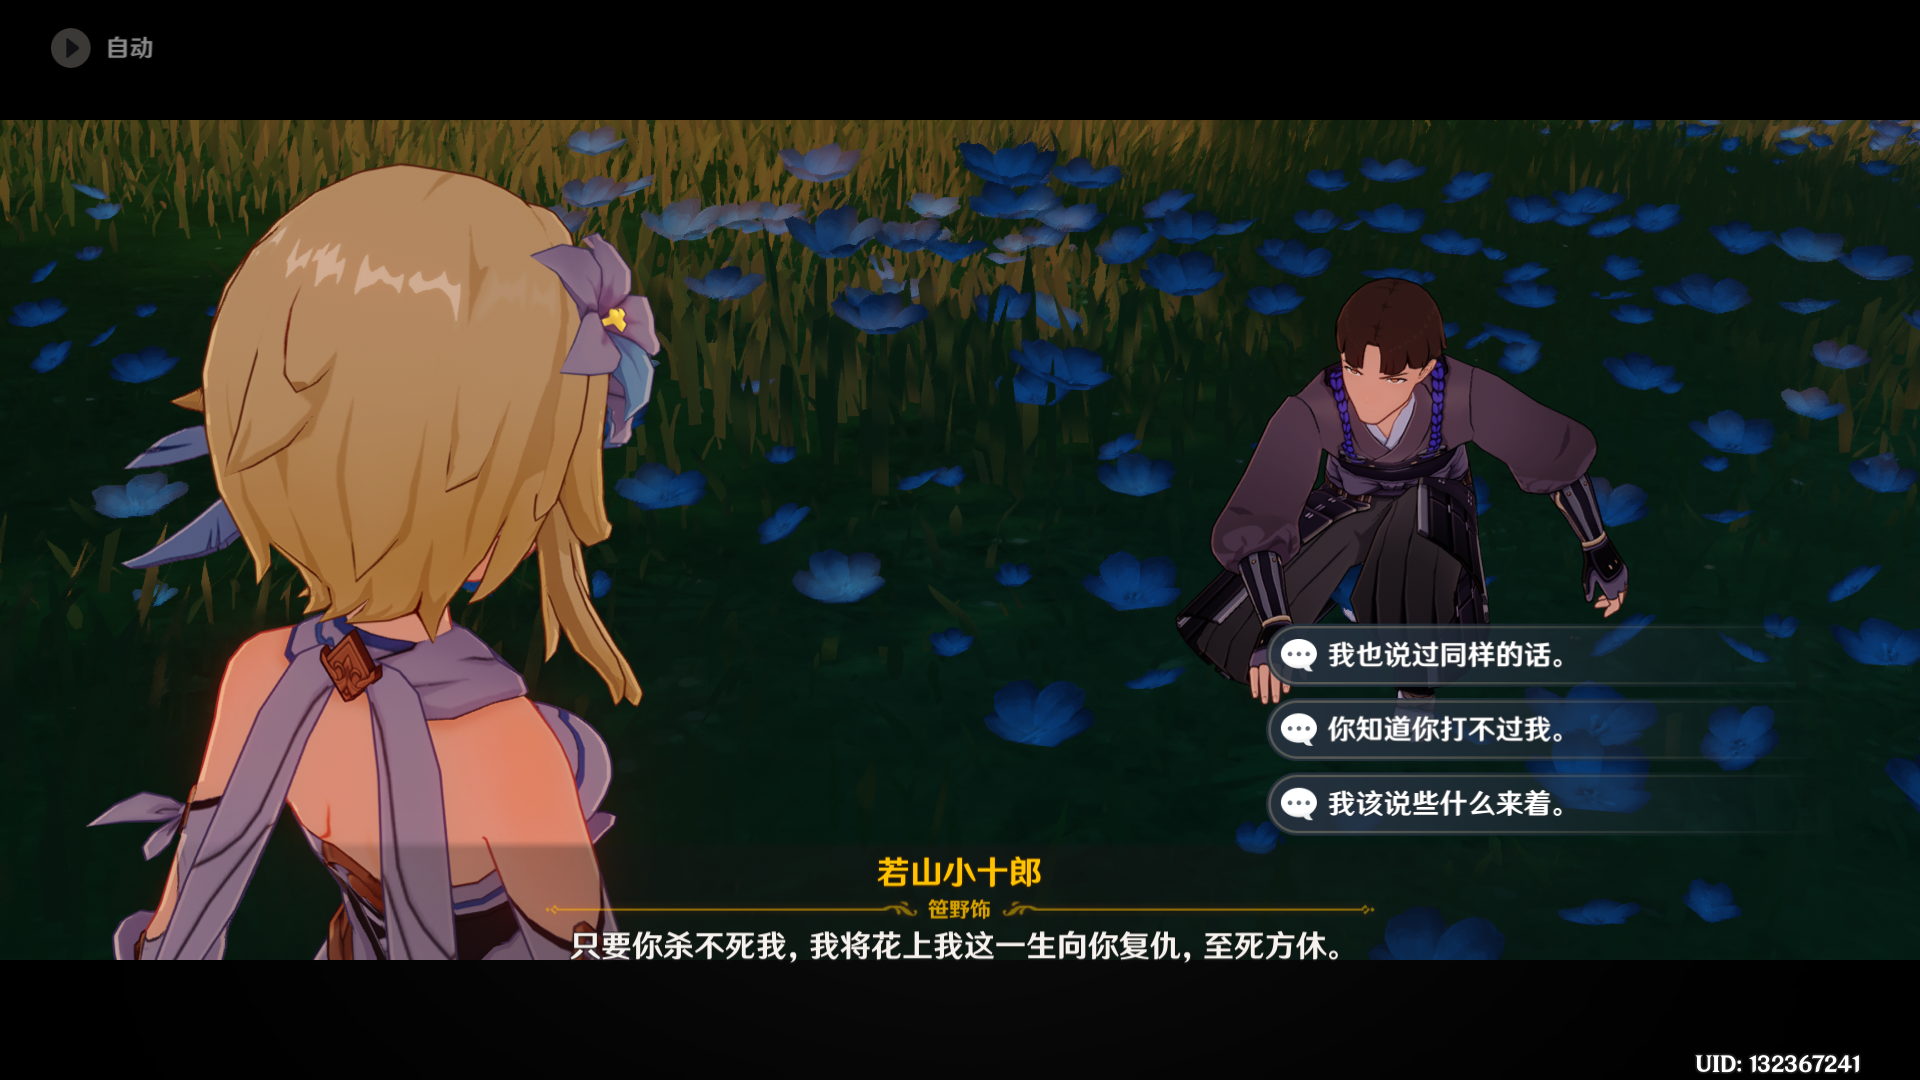 自动
我也说过同样的话。
你知道你打不过我。
我该说些什么来着。
若山小十郎
笹野饰
只要你杀不死我，我将花上我这一生向你复仇，至死方休。
UID: 132367241